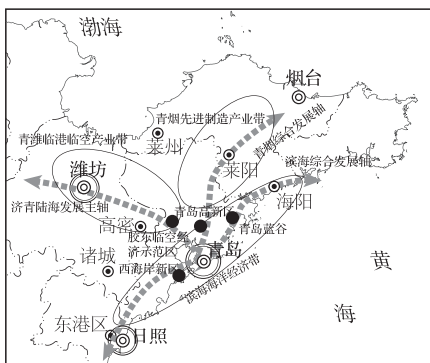 渤海
烟台
青烟先进制造产业带
莱州
青烟综合发展轴
青潍临港临空产业带
莱阳
滨海综合发展轴
潍坊
海阳
济青陆海发展主轴
青岛高新区
高密
胶东临空经
济示范区
青岛蓝谷
青岛
诸城
西海岸新区
滨海海洋经济带
黄
海
东港区
日照